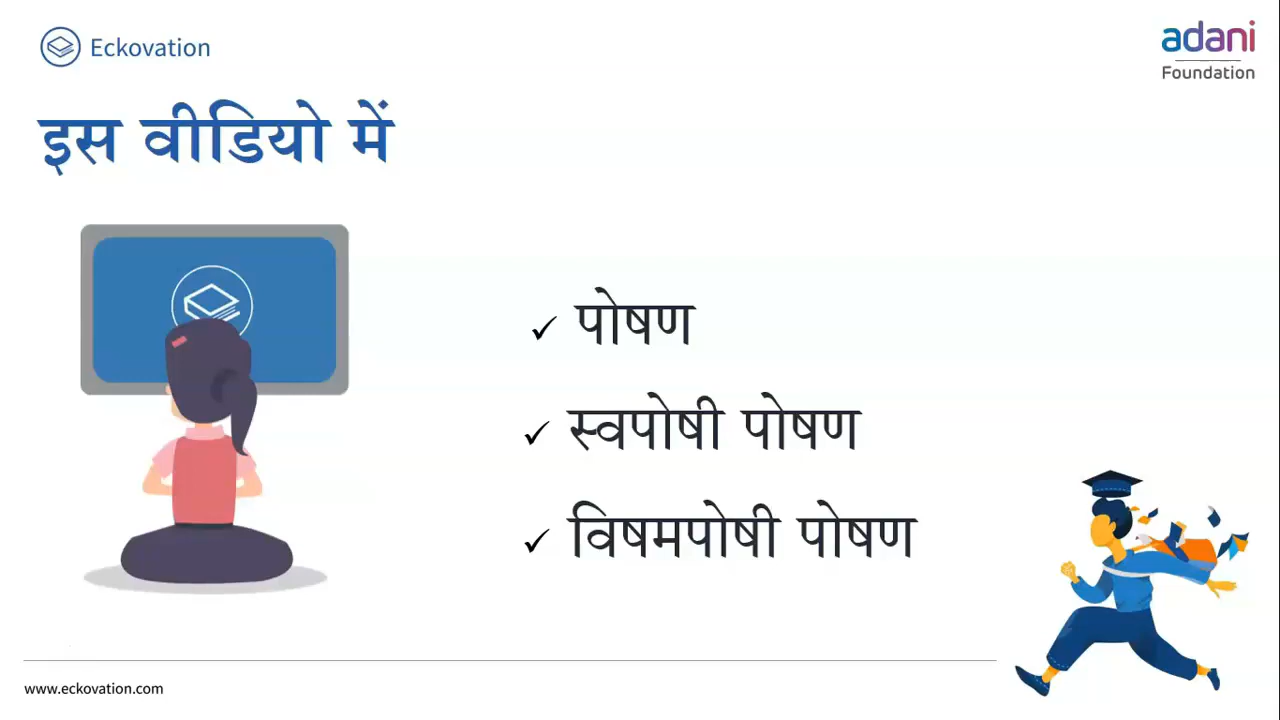 Eckovation
adani
Foundation
इस वीडियो में
✓ पोषण
✓ स्वपोषी पोषण
✓ विषमपोषी पोषण
www.eckovation.com